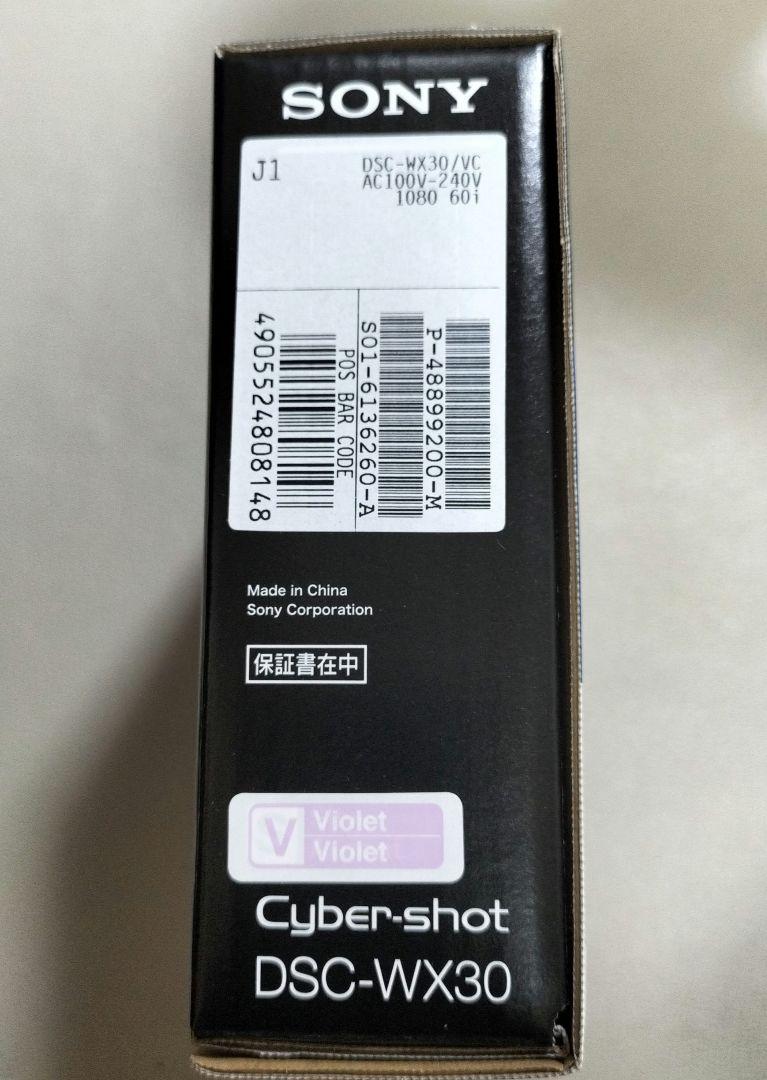 SONY
J1
DSC-WX30/VC
AC100V-240V
1080 60i
4905524808148
POS BAR CODE
S01-6136260-A
P-48899200-M
Made in China
Sony Corporation
保証書在中
V
Violet
Violet
Cyber-shot
DSC-WX30